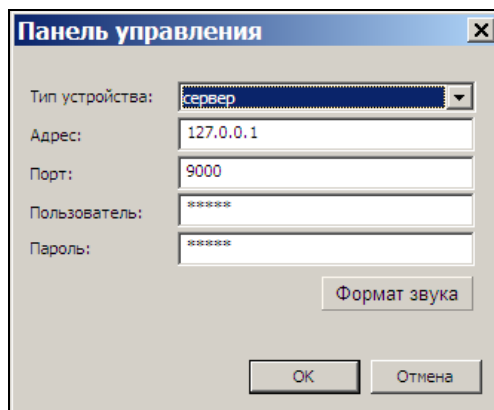 Панель управления
Тип устройства: сервер
Адрес: 127.0.0.1
Порт: 9000
Пользователь: *****
Пароль: *****
Формат звука
OK Отмена